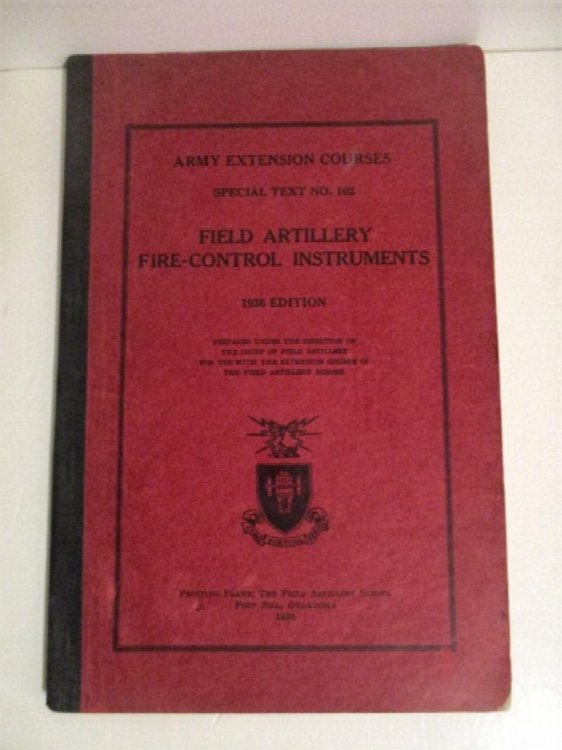 ARMY EXTENSION COURSES
SPECIAL TEXT NO. 102
FIELD ARTILLERY
FIRE-CONTROL INSTRUMENTS
1936 EDITION
PREPARED UNDER THE DIRECTION OF
THE CHIEF OF FIELD ARTILLERY
FOR USE WITH THE EXTENSION COURSE OF
THE FIELD ARTILLERY SCHOOL
PRINTING PLANT, THE FIELD ARTILLERY SCHOOL
FORT SILL, OKLAHOMA